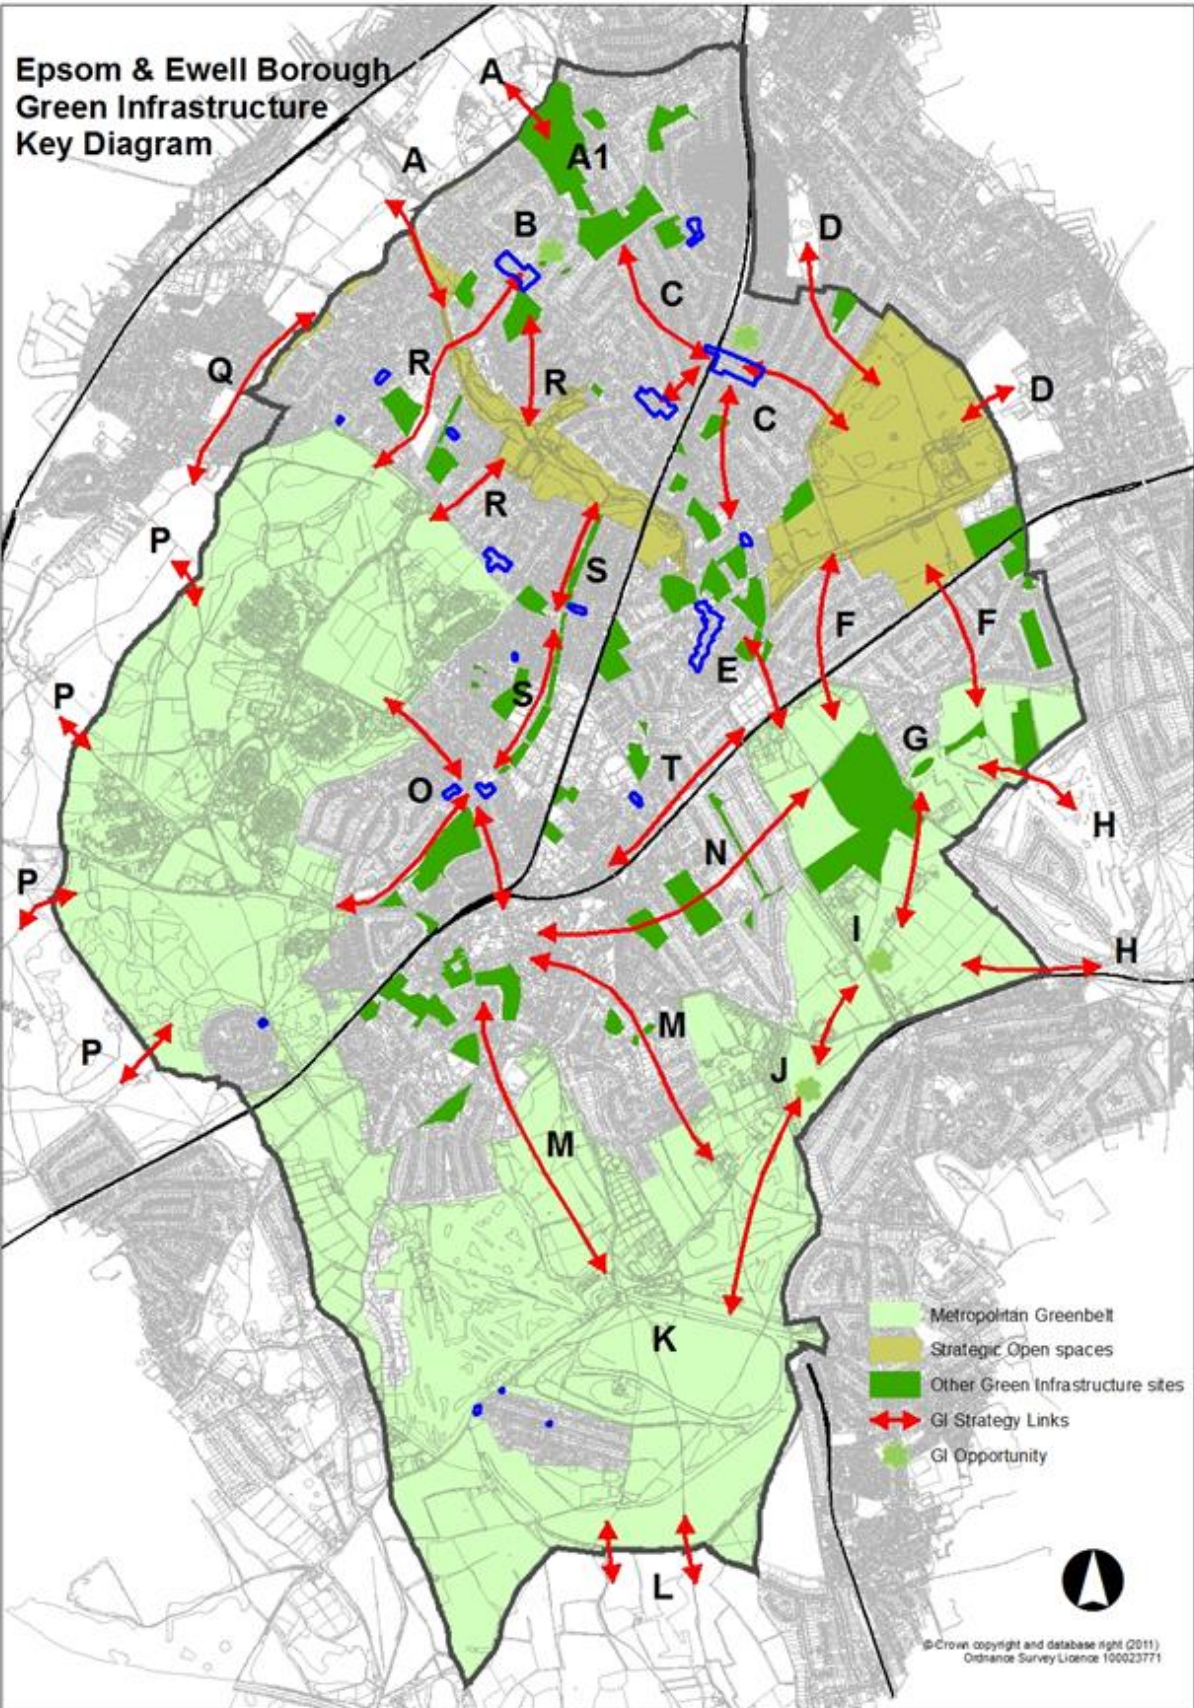 Epsom & Ewell Borough
Green Infrastructure
Key Diagram
A
A
A1
B
D
C
Q
R
R
D
C
R
P
S
F
F
E
P
S
G
T
O
H
N
P
I
H
M
P
J
M
K
Metropolitan Greenbelt
Strategic Open spaces
Other Green Infrastructure sites
GI Strategy Links
GI Opportunity
L
© Crown copyright and database right (2011)
Ordnance Survey Licence 100023771